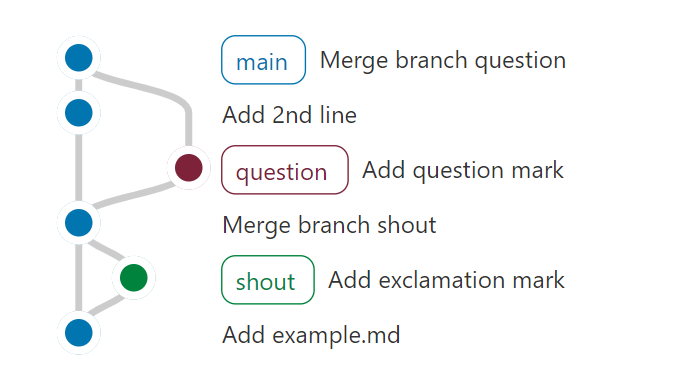 main Merge branch question
Add 2nd line
question Add question mark
Merge branch shout
shout Add exclamation mark
Add example.md